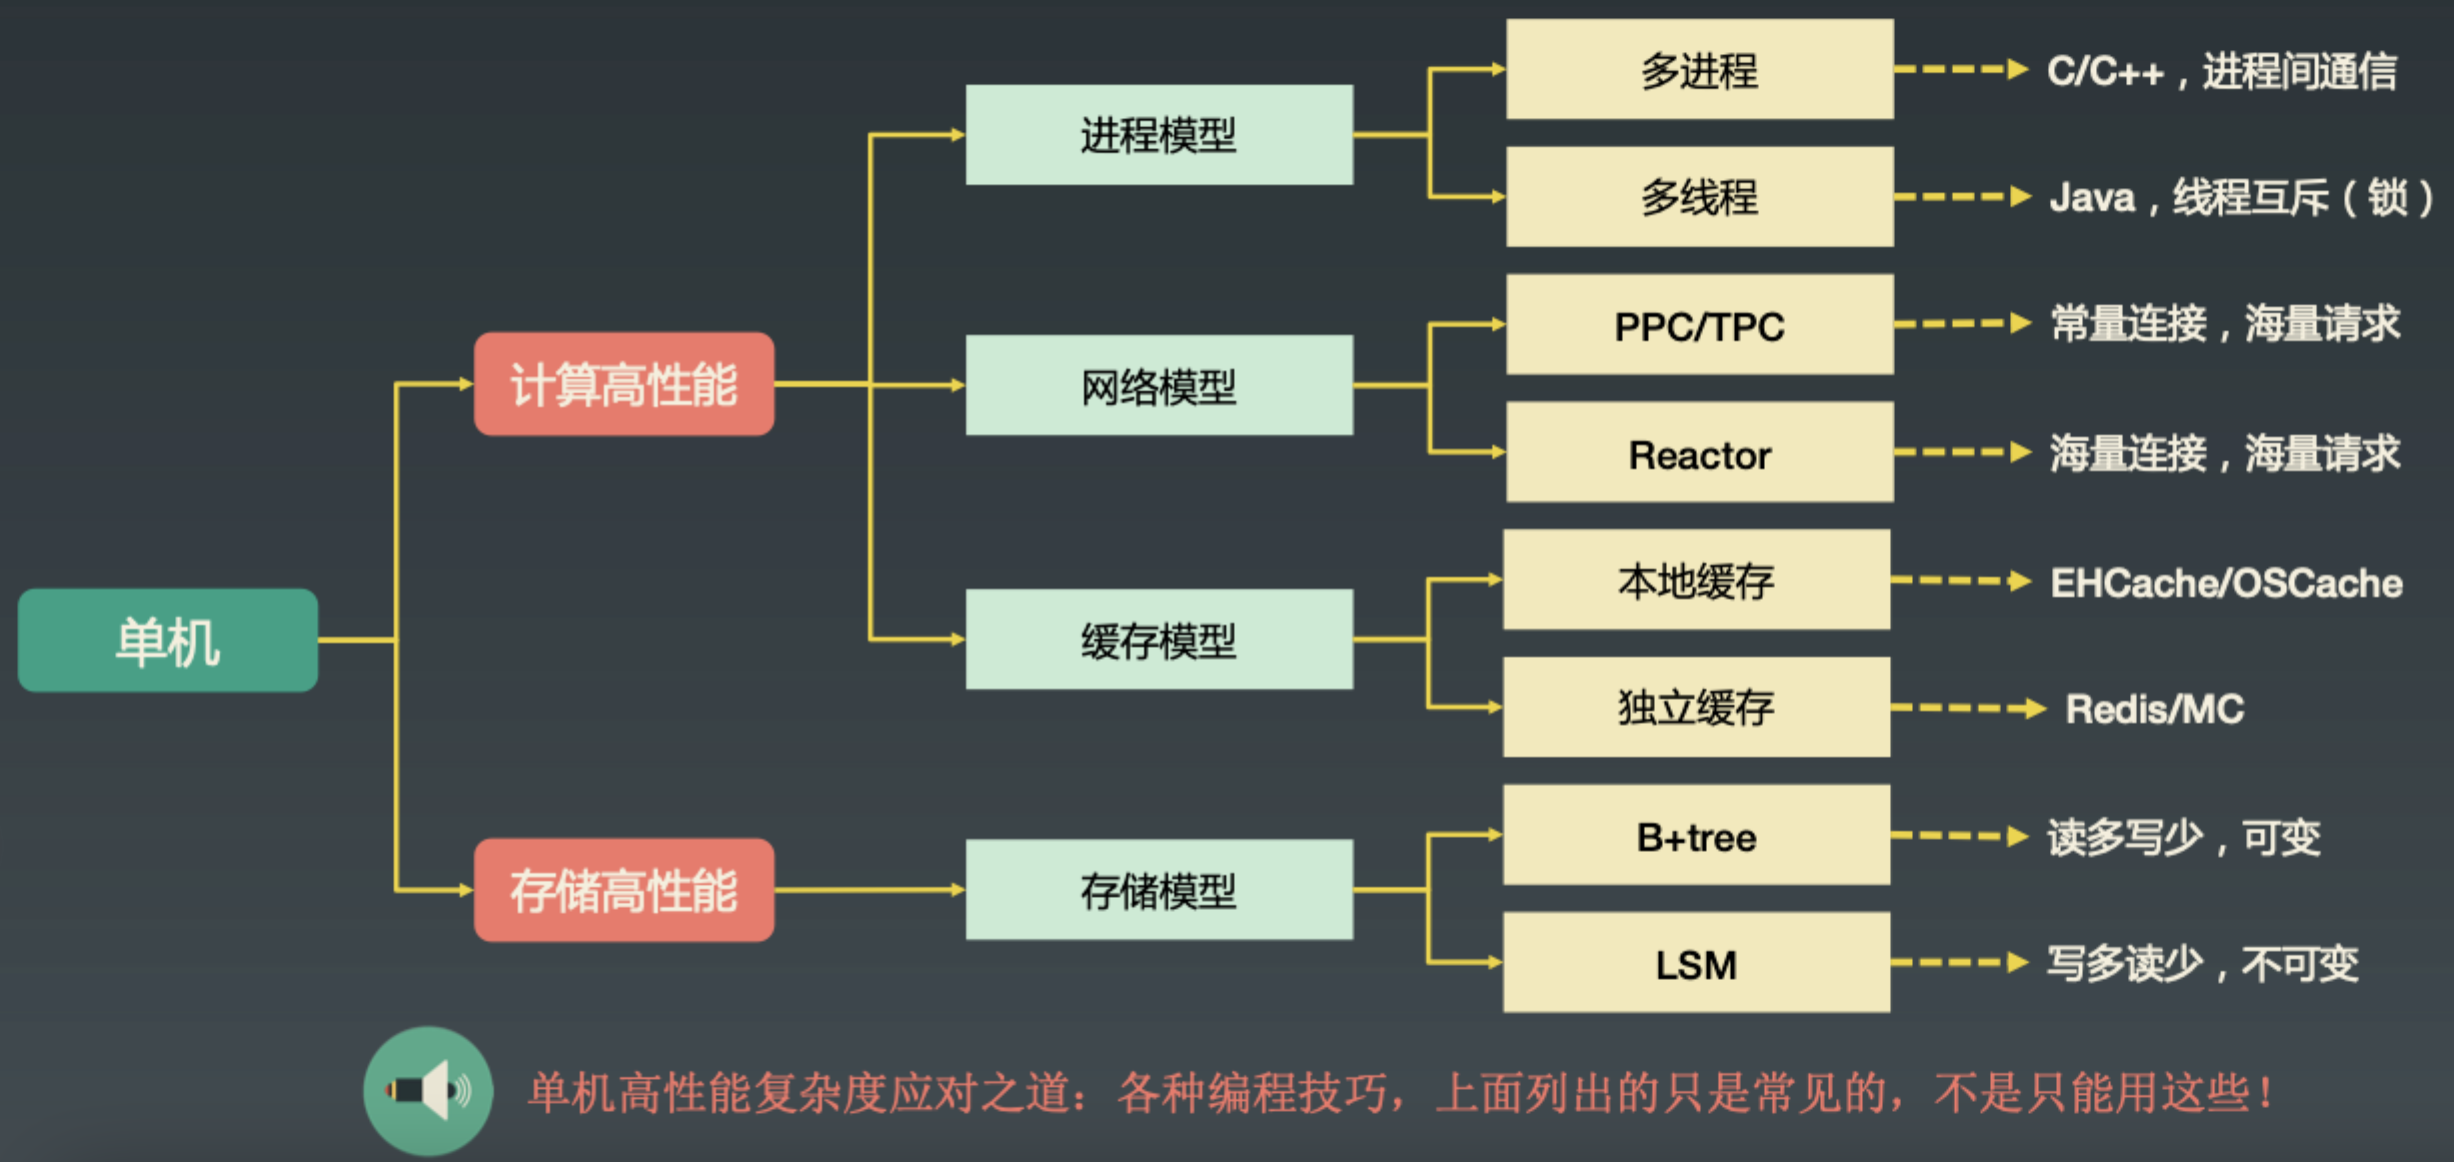 单机
计算高性能
进程模型
多进程
C/C++，进程间通信
多线程
Java，线程互斥（锁）
网络模型
PPC/TPC
常量连接，海量请求
Reactor
海量连接，海量请求
缓存模型
本地缓存
EHCache/OSCache
独立缓存
Redis/MC
存储高性能
存储模型
B+tree
读多写少，可变
LSM
写多读少，不可变
单机高性能复杂度应对之道：各种编程技巧，上面列出的只是常见的，不是只能用这些！